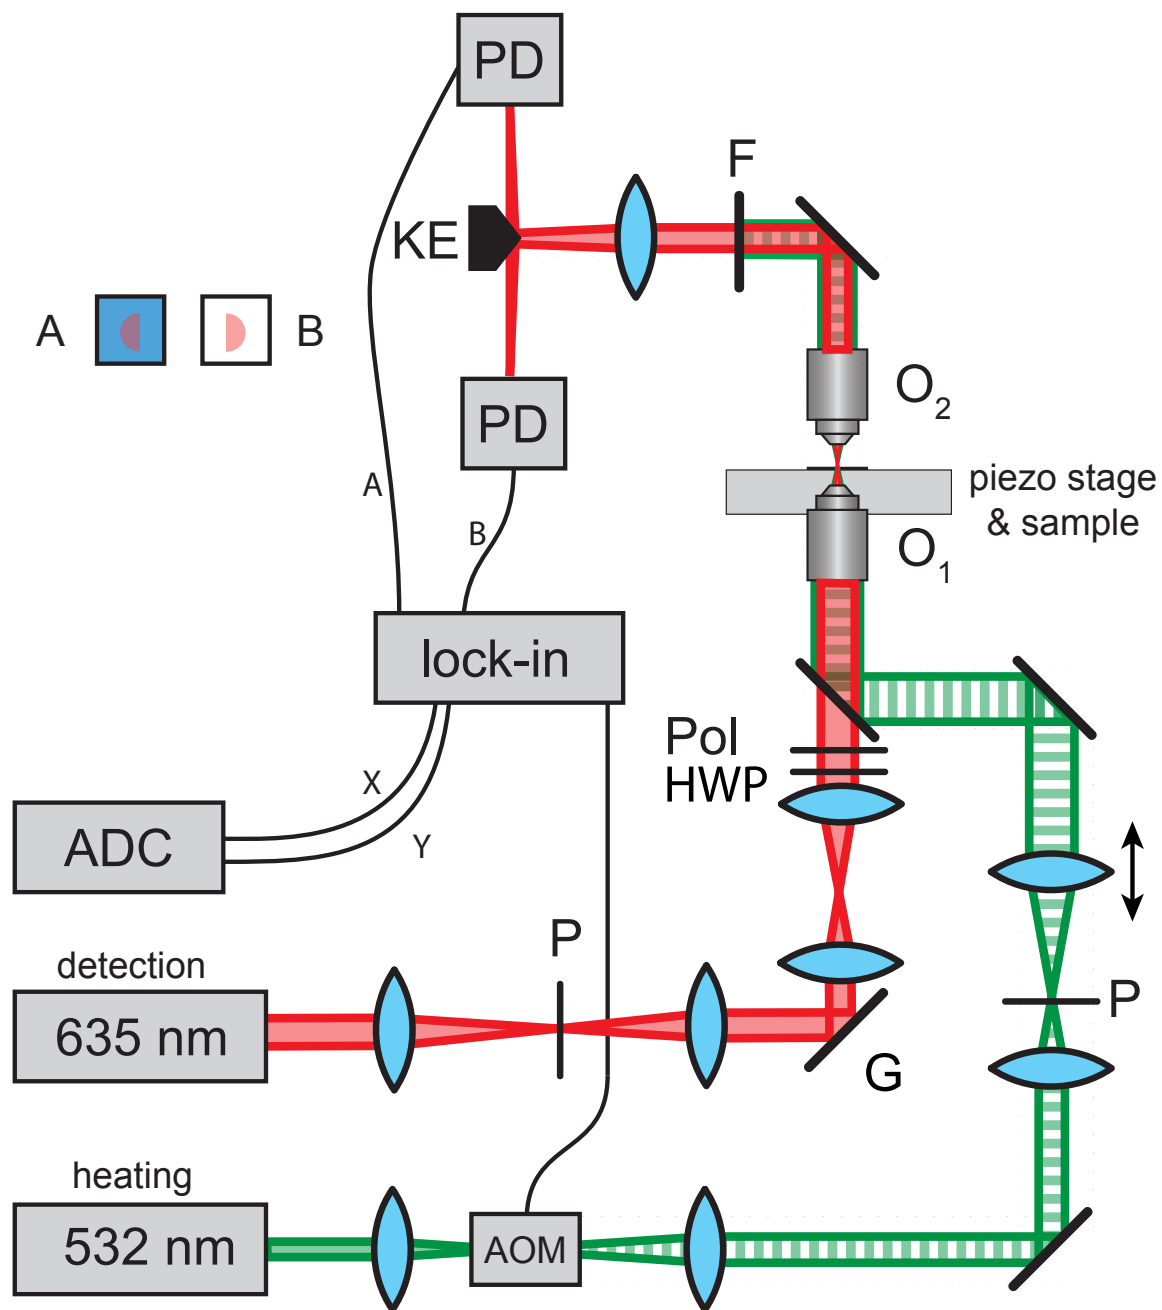 PD
F
KE
A
B
O2
PD
A
piezo stage
& sample
B
O1
lock-in
Pol
HWP
X
ADC
Y
P
detection
635 nm
P
G
heating
532 nm
AOM